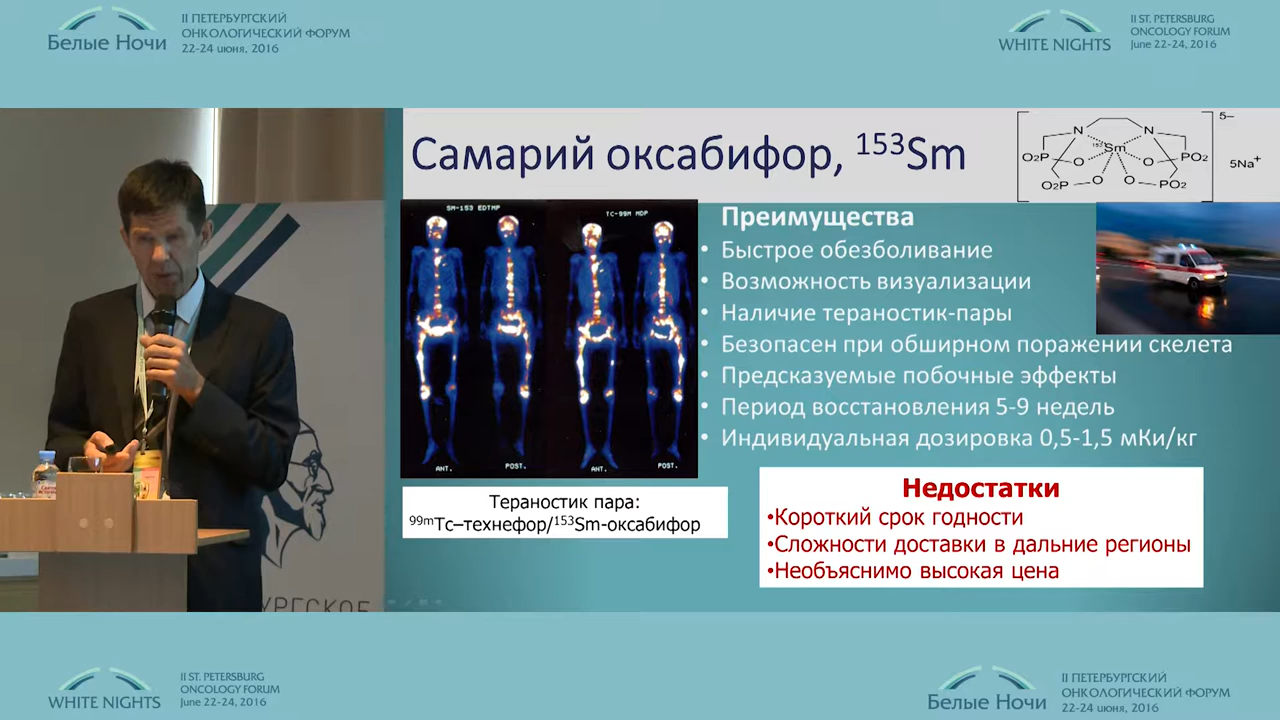 Белые Ночи
II ПЕТЕРБУРГСКИЙ
ОНКОЛОГИЧЕСКИЙ ФОРУМ
22-24 июня, 2016
WHITE NIGHTS
II ST. PETERSBURG
ONCOLOGY FORUM
June 22-24, 2016
Самарий оксабифор, ¹⁵³Sm
5–
N N
¹⁵³Sm
O₂P O O PO₂
O₂P O O PO₂
5Na⁺
SM-153 EDTMP
TC-99M MDP
ANT. POST. ANT. POST.
Тераностик пара:
⁹⁹ᵐTc–технефор/¹⁵³Sm-оксабифор
Преимущества
• Быстрое обезболивание
• Возможность визуализации
• Наличие тераностик-пары
• Безопасен при обширном поражении скелета
• Предсказуемые побочные эффекты
• Период восстановления 5-9 недель
• Индивидуальная дозировка 0,5-1,5 мКи/кг
Недостатки
•Короткий срок годности
•Сложности доставки в дальние регионы
•Необъяснимо высокая цена
WHITE NIGHTS
II ST. PETERSBURG
ONCOLOGY FORUM
June 22-24, 2016
Белые Ночи
II ПЕТЕРБУРГСКИЙ
ОНКОЛОГИЧЕСКИЙ ФОРУМ
22-24 июня, 2016